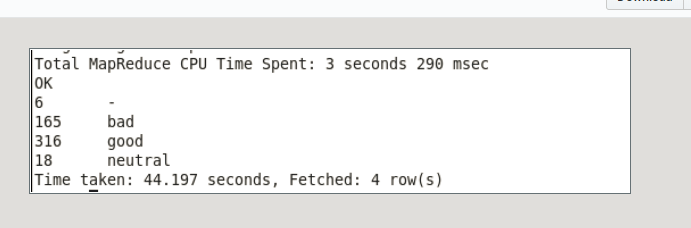 Download
Total MapReduce CPU Time Spent: 3 seconds 290 msec
OK
6 -
165 bad
316 good
18 neutral
Time taken: 44.197 seconds, Fetched: 4 row(s)